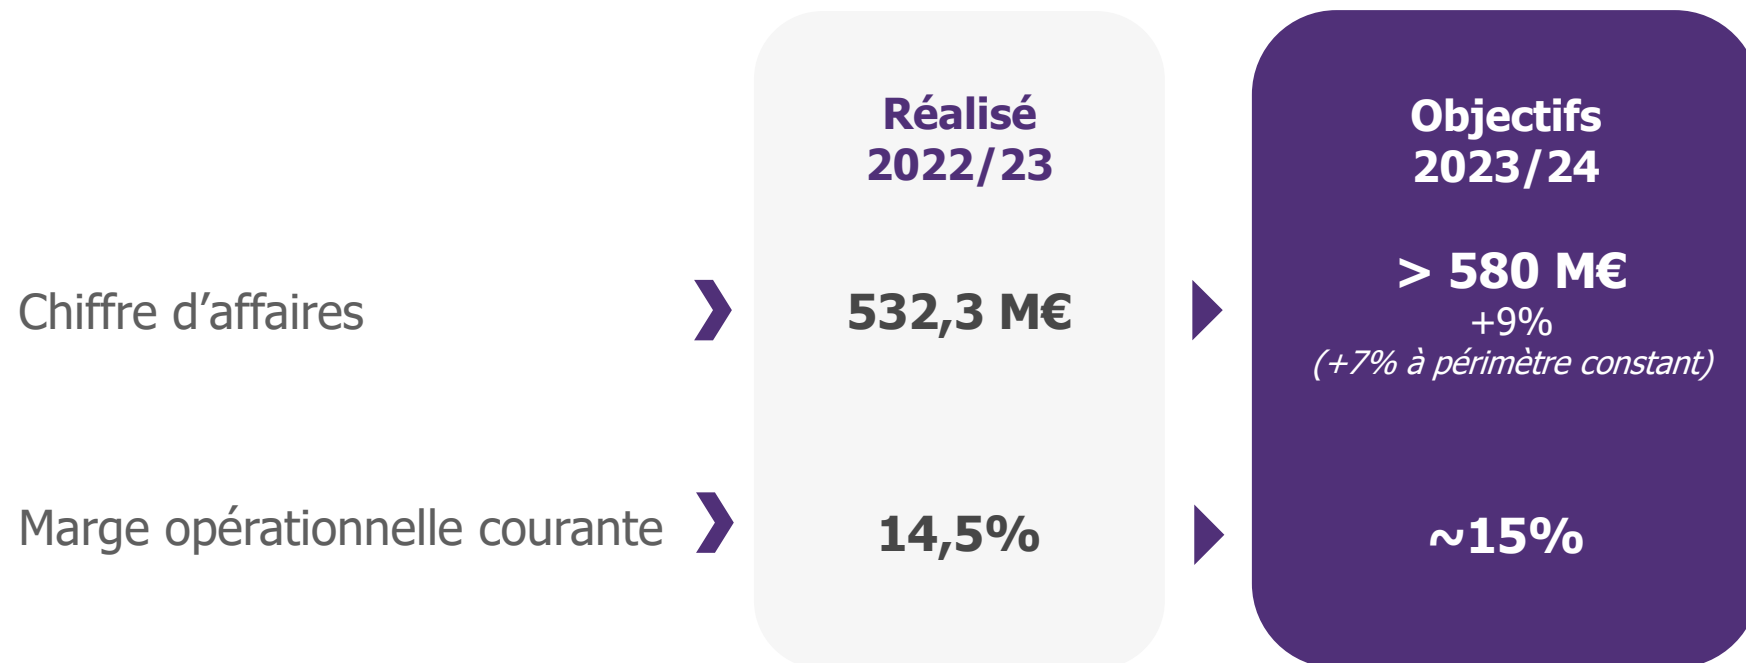 Réalisé
2022/23
Objectifs
2023/24
Chiffre d’affaires
532,3 M€
> 580 M€
+9%
(+7% à périmètre constant)
Marge opérationnelle courante
14,5%
~15%